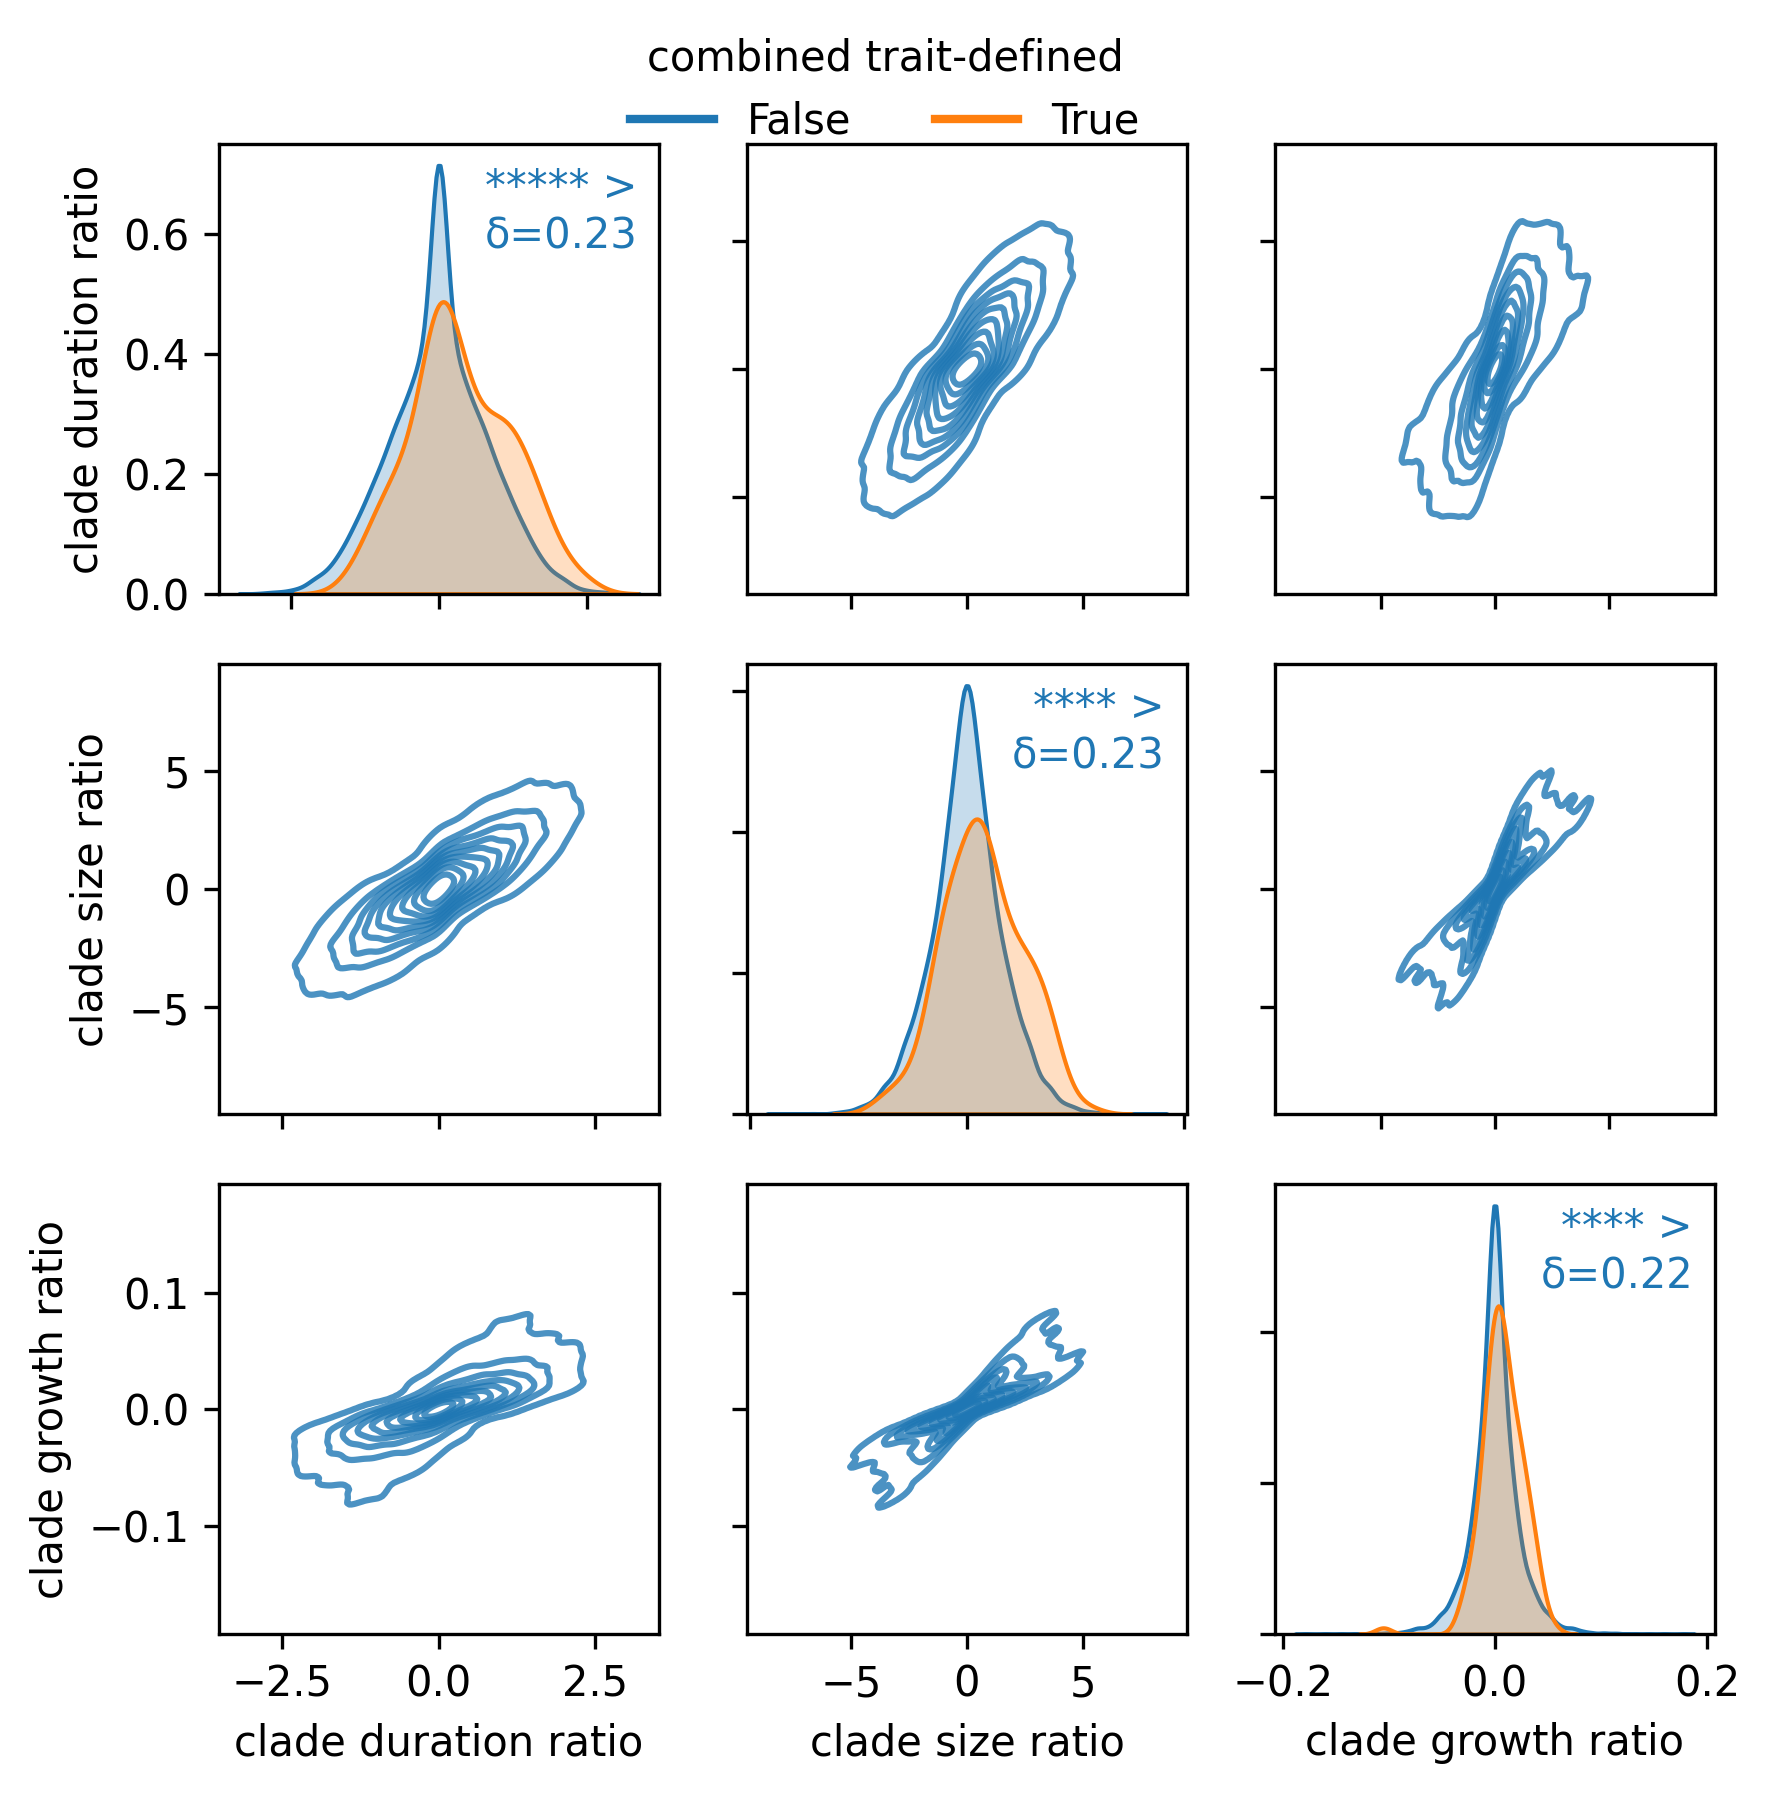 combined trait-defined
False True
clade duration ratio
0.6
0.4
0.2
0.0
***** >
δ=0.23
clade size ratio
5
0
−5
**** >
δ=0.23
clade growth ratio
0.1
0.0
−0.1
**** >
δ=0.22
−2.5 0.0 2.5
−5 0 5
−0.2 0.0 0.2
clade duration ratio
clade size ratio
clade growth ratio